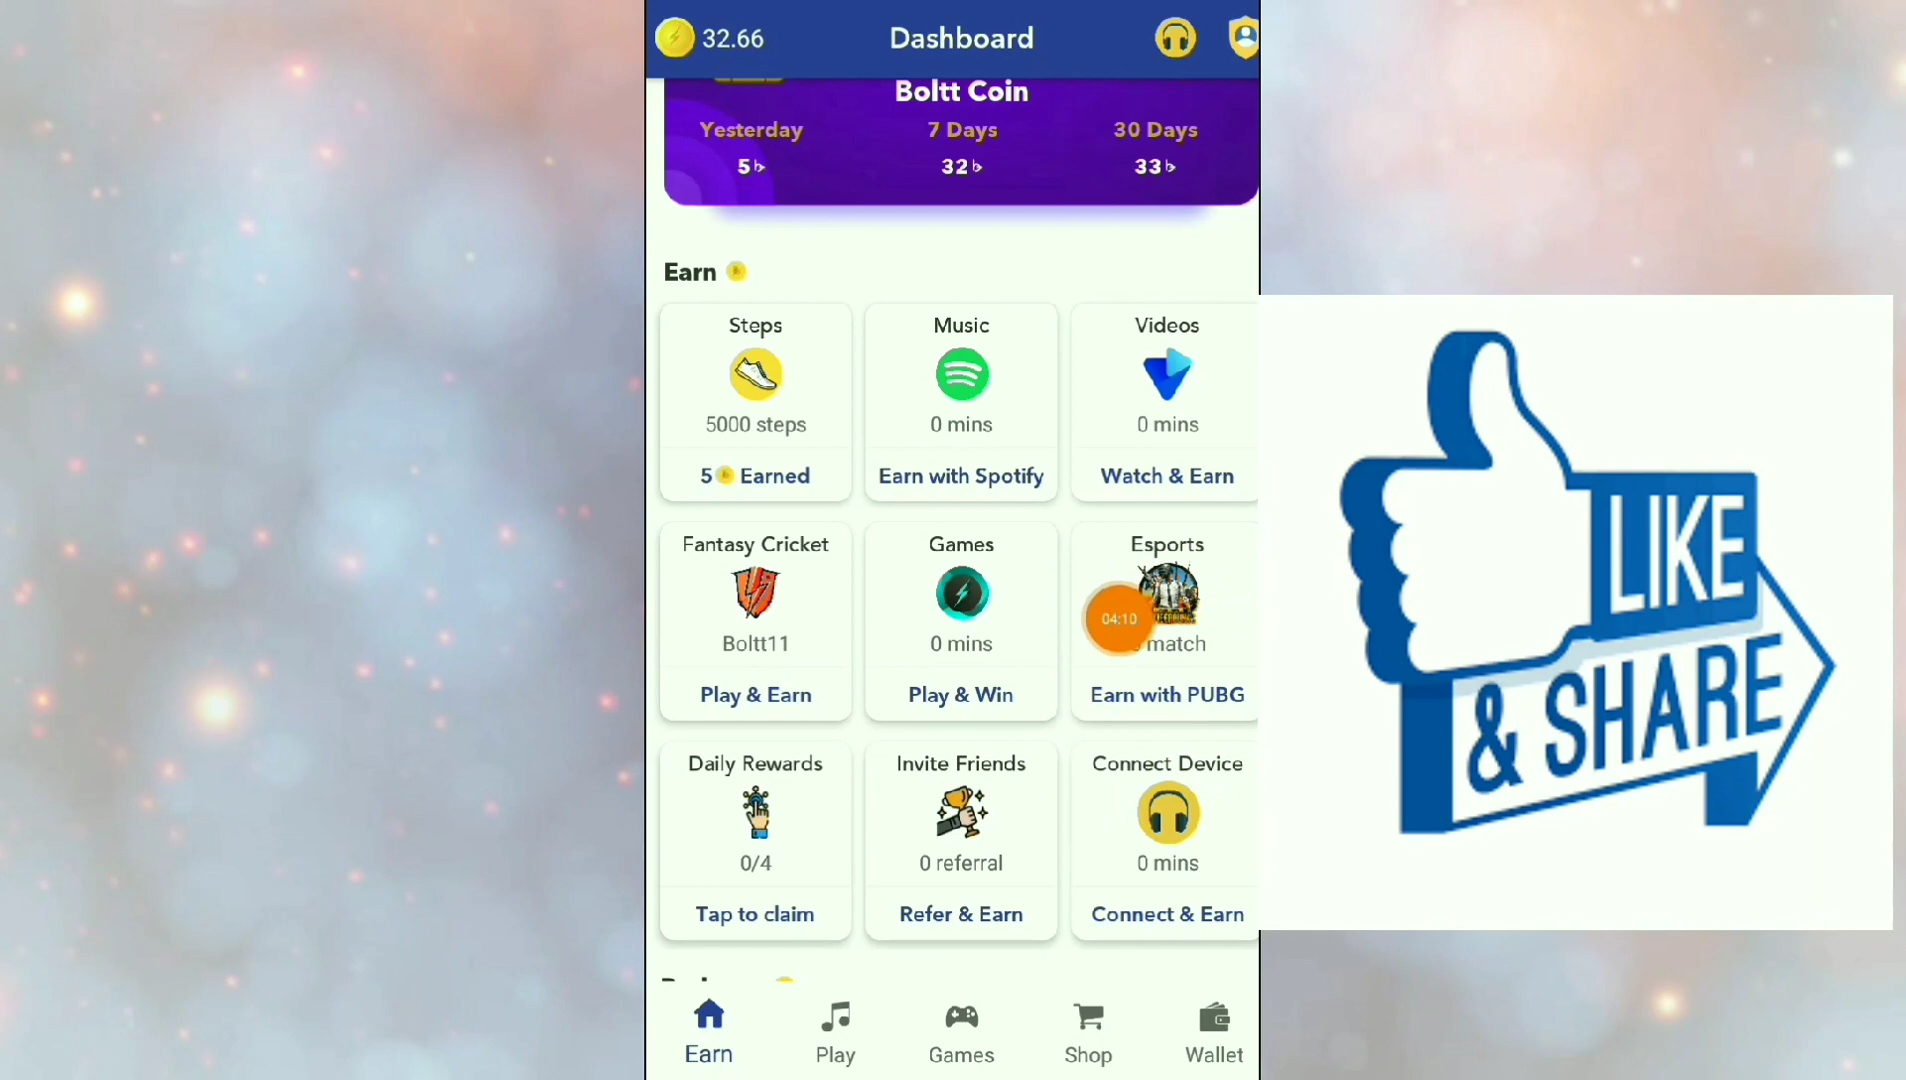 32.66
Dashboard
Boltt Coin
Yesterday
7 Days
30 Days
5
32
33
Earn
Steps
Music
Videos
5000 steps
0 mins
0 mins
5 Earned
Earn with Spotify
Watch & Earn
Fantasy Cricket
Games
Esports
04:10
Boltt11
0 mins
match
Play & Earn
Play & Win
Earn with PUBG
Daily Rewards
Invite Friends
Connect Device
0/4
0 referral
0 mins
Tap to claim
Refer & Earn
Connect & Earn
Earn
Play
Games
Shop
Wallet
LIKE
& SHARE